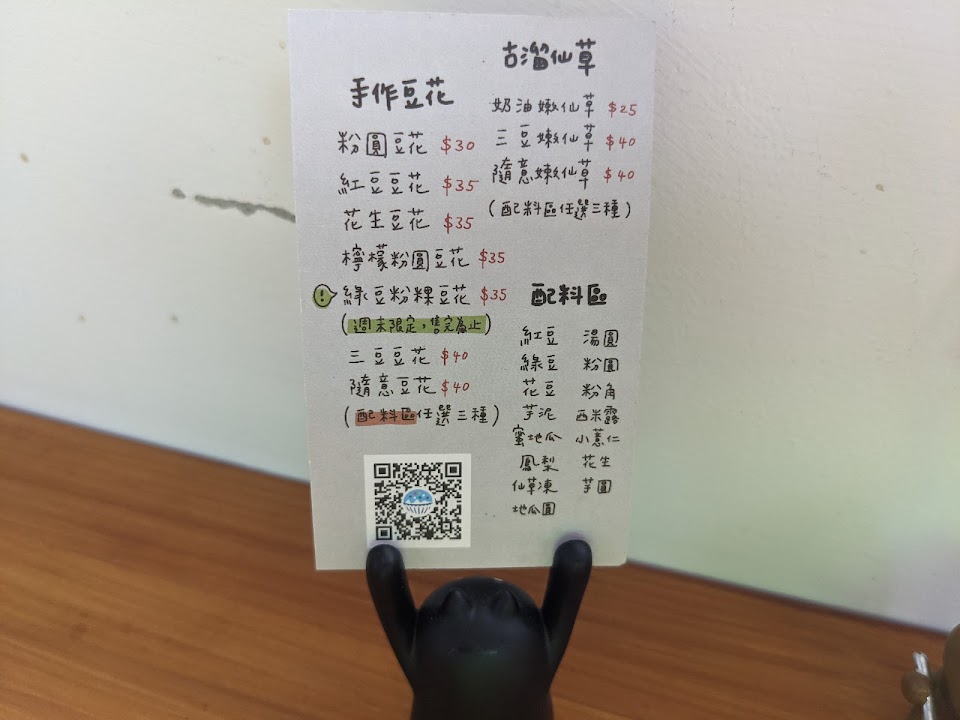 手作豆花
粉圓豆花 $30
紅豆豆花 $35
花生豆花 $35
檸檬粉圓豆花 $35
綠豆粉粿豆花 $35
(週末限定，售完為止)
三豆豆花 $40
隨意豆花 $40
(配料區任選三種)
古溜仙草
奶油嫩仙草 $25
三豆嫩仙草 $40
隨意嫩仙草 $40
(配料區任選三種)
配料區
紅豆 湯圓
綠豆 粉圓
花豆 粉角
芋泥 西米露
蜜地瓜 小薏仁
鳳梨 花生
仙草凍 芋圓
地瓜圓